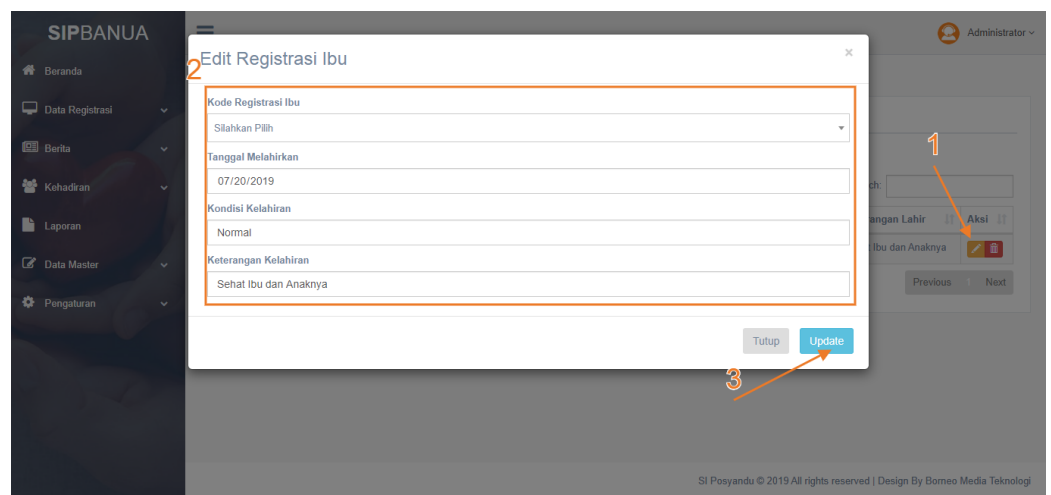 SIPBANUA
Administrator
Edit Registrasi Ibu
×
2
Beranda
Kode Registrasi Ibu
Data Registrasi
Silahkan Pilih
Berita
Tanggal Melahirkan
1
07/20/2019
Kehadiran
ch:
Kondisi Kelahiran
Laporan
Normal
angan Lahir
Aksi
Keterangan Kelahiran
Ibu dan Anaknya
Data Master
Sehat Ibu dan Anaknya
Previous
Next
Pengaturan
Tutup
Update
3
SI Posyandu © 2019 All rights reserved | Design By Borneo Media Teknologi